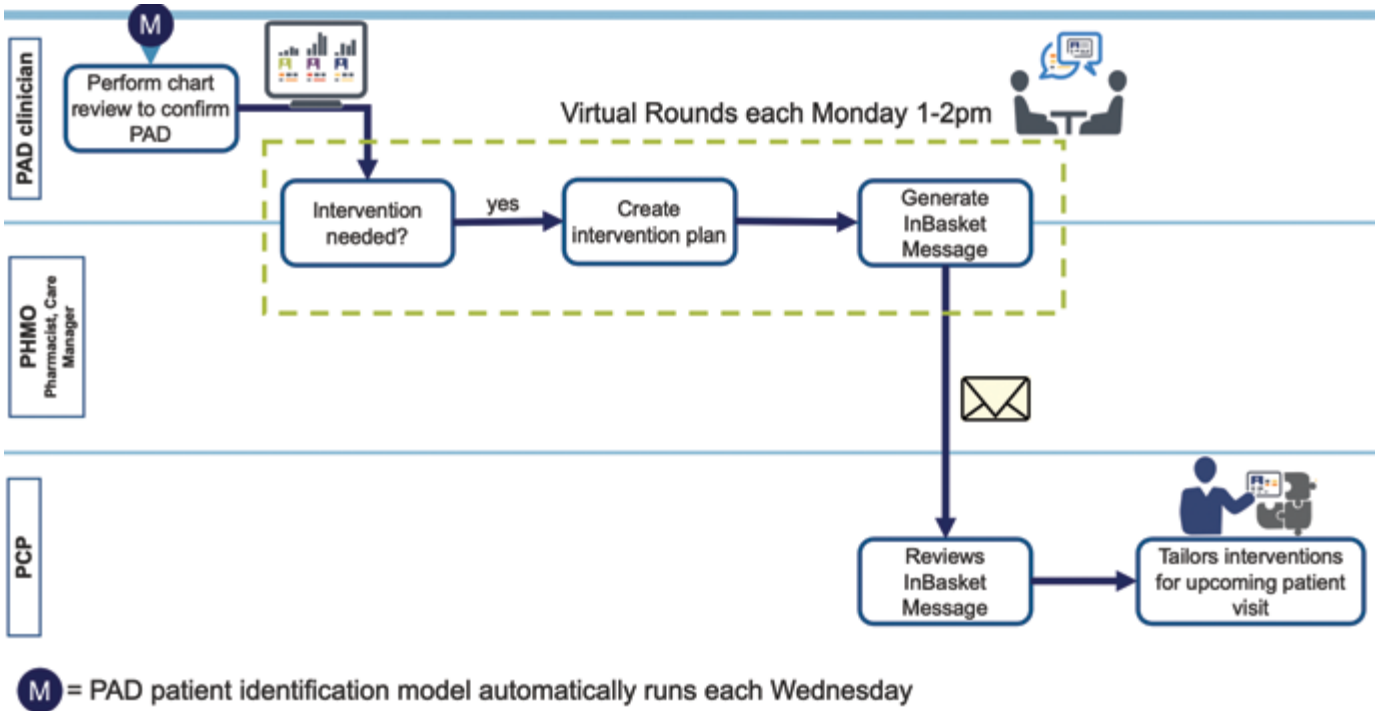 M
PAD clinician
Perform chart
review to confirm
PAD
Virtual Rounds each Monday 1-2pm
Intervention
needed?
yes
Create
intervention plan
Generate
InBasket
Message
PHMO
Pharmacist, Care
Manager
PCP
Reviews
InBasket
Message
Tailors interventions
for upcoming patient
visit
M = PAD patient identification model automatically runs each Wednesday